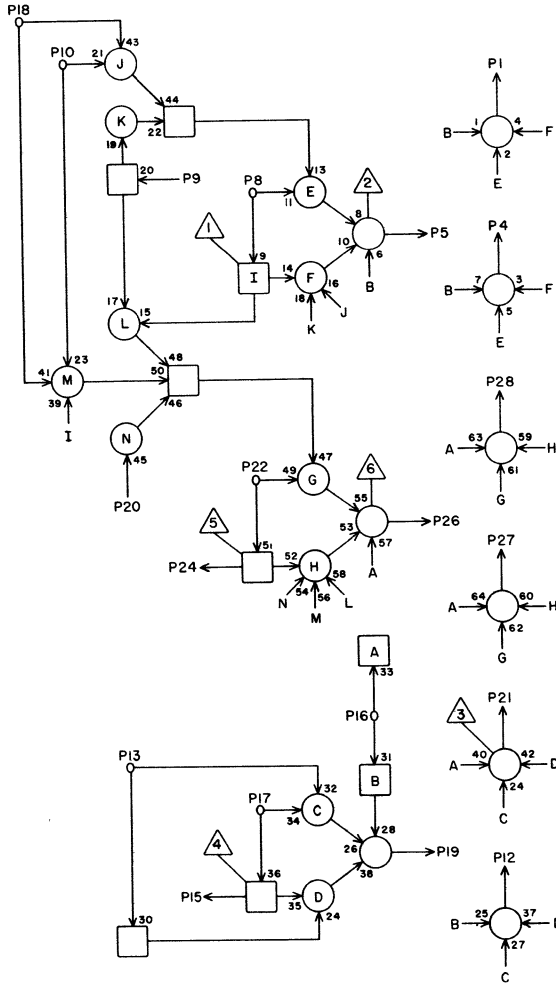 P18
43
P10
21
J
P1
44
K
22
B
1
4
F
19
2
20
P9
E
13
P8
E
2
11
8
1
P4
10
P5
9
6
I
14
F
16
B
B
7
3
F
18
J
5
K
E
17
15
L
48
P28
23
50
41
M
46
39
N
A
63
59
H
I
45
61
47
6
G
P22
49
G
P20
55
5
P27
53
P26
51
52
57
P24
H
58
A
A
64
60
H
N
54
56
L
62
M
G
A
33
3
P21
P16
31
A
40
42
D
P13
B
24
32
P17
C
C
34
28
4
26
P19
P12
36
38
P15
35
D
30
24
B
25
37
27
C